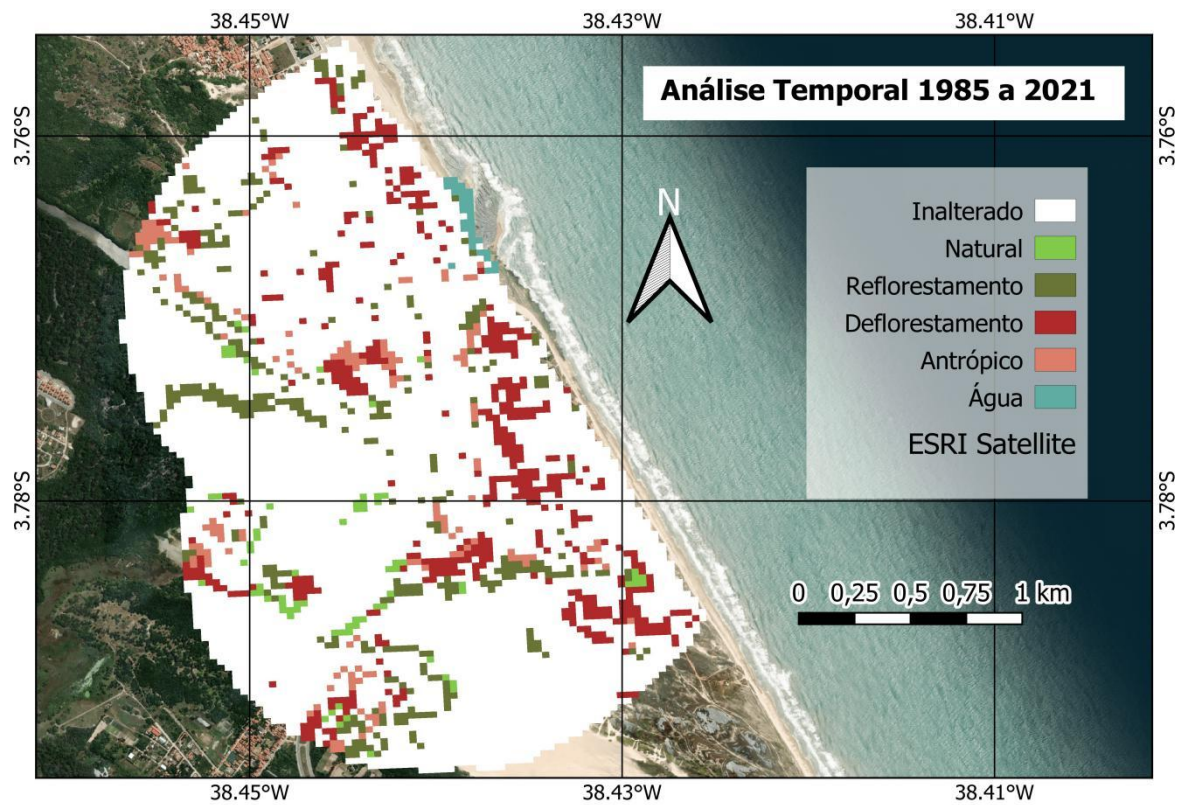 38.45°W 38.43°W 38.41°W
Análise Temporal 1985 a 2021
3.76°S 3.76°S
N
Inalterado
Natural
Reflorestamento
Deflorestamento
Antrópico
Água
ESRI Satellite
3.78°S 3.78°S
0 0,25 0,5 0,75 1 km
38.45°W 38.43°W 38.41°W